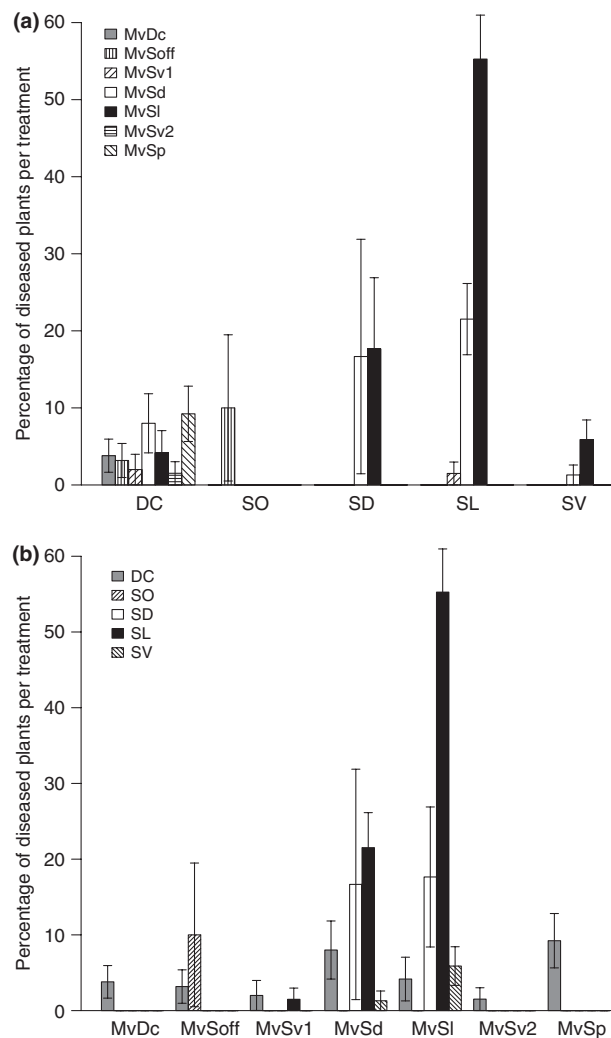 (a)
MvDc
MvSoff
MvSv1
MvSd
MvSl
MvSv2
MvSp
Percentage of diseased plants per treatment
60
50
40
30
20
10
0
DC SO SD SL SV
(b)
DC
SO
SD
SL
SV
Percentage of diseased plants per treatment
60
50
40
30
20
10
0
MvDc MvSoff MvSv1 MvSd MvSl MvSv2 MvSp